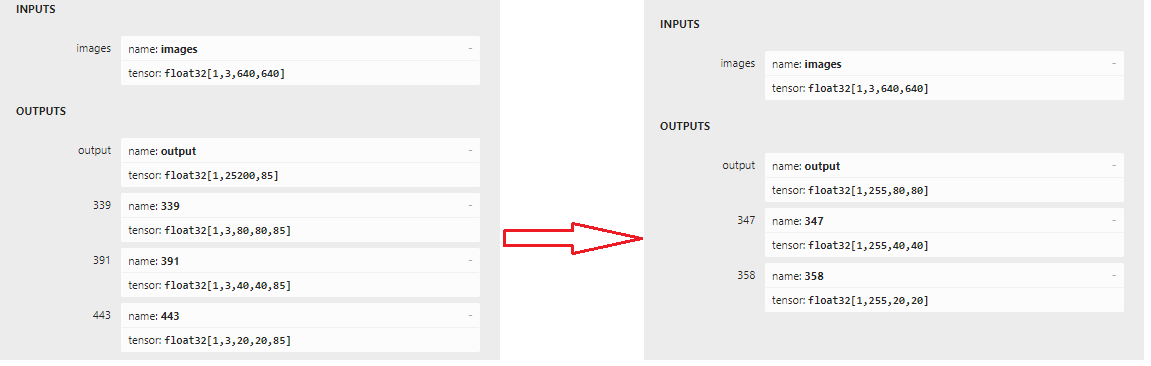 INPUTS
images name: images -
tensor: float32[1,3,640,640]
OUTPUTS
output name: output -
tensor: float32[1,25200,85]
339 name: 339 -
tensor: float32[1,3,80,80,85]
391 name: 391 -
tensor: float32[1,3,40,40,85]
443 name: 443 -
tensor: float32[1,3,20,20,85]
INPUTS
images name: images -
tensor: float32[1,3,640,640]
OUTPUTS
output name: output -
tensor: float32[1,255,80,80]
347 name: 347 -
tensor: float32[1,255,40,40]
358 name: 358 -
tensor: float32[1,255,20,20]